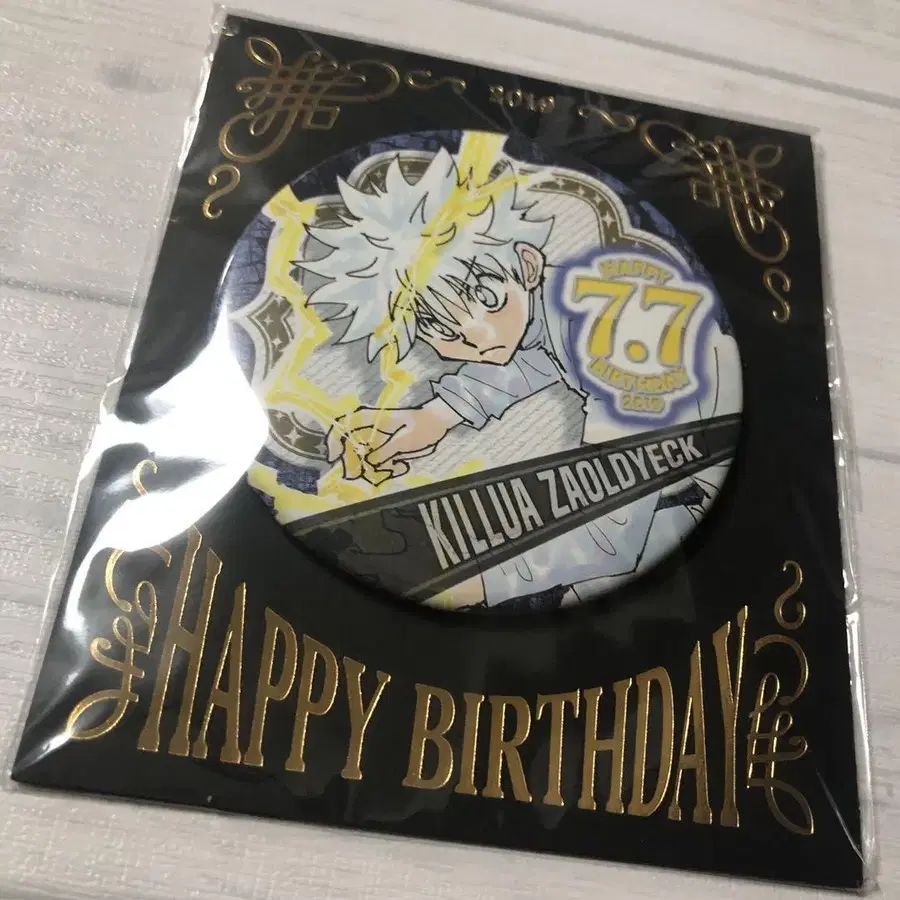 2019
HAPPY
7.7
BIRTHDAY
2019
KILLUA ZAOLDYECK
HAPPY BIRTHDAY